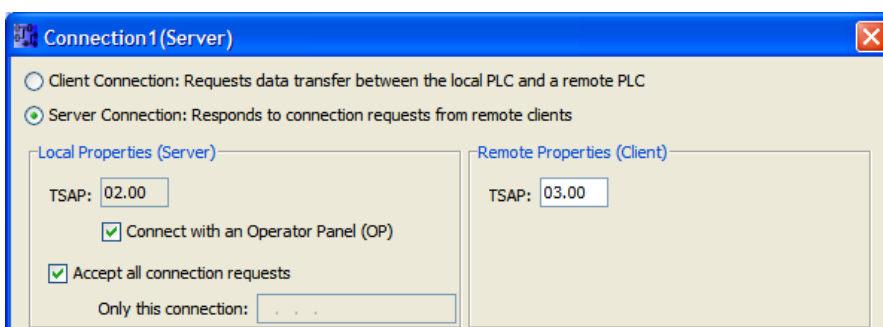 Connection1(Server)
Client Connection: Requests data transfer between the local PLC and a remote PLC
Server Connection: Responds to connection requests from remote clients
Local Properties (Server)
TSAP: 02.00
Connect with an Operator Panel (OP)
Accept all connection requests
Only this connection: . . .
Remote Properties (Client)
TSAP: 03.00